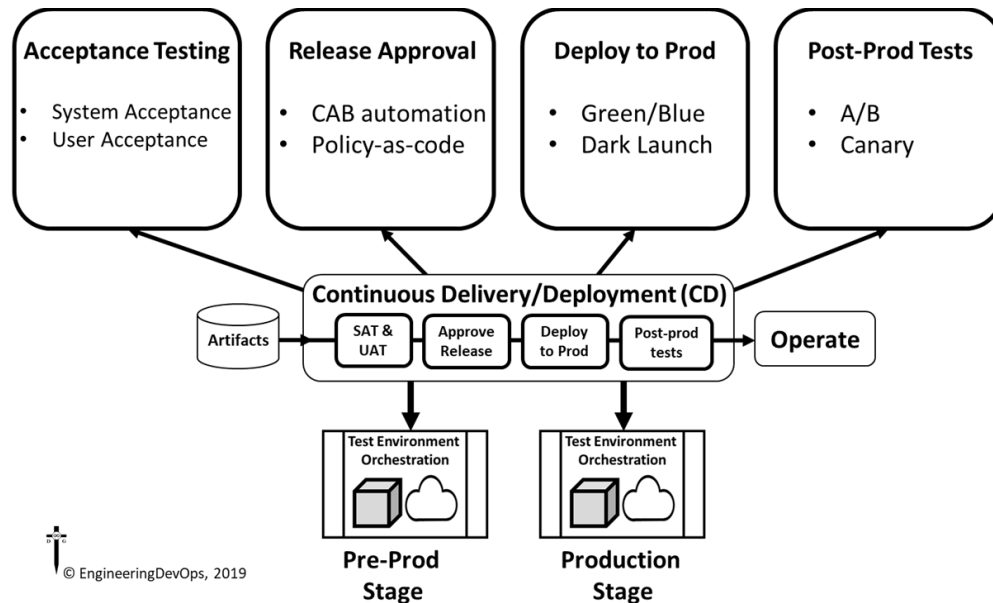 Acceptance Testing
• System Acceptance
• User Acceptance
Release Approval
• CAB automation
• Policy-as-code
Deploy to Prod
• Green/Blue
• Dark Launch
Post-Prod Tests
• A/B
• Canary
Continuous Delivery/Deployment (CD)
Artifacts
SAT &
UAT
Approve
Release
Deploy
to Prod
Post-prod
tests
Operate
Test Environment
Orchestration
Pre-Prod
Stage
Test Environment
Orchestration
Production
Stage
D G
© EngineeringDevOps, 2019